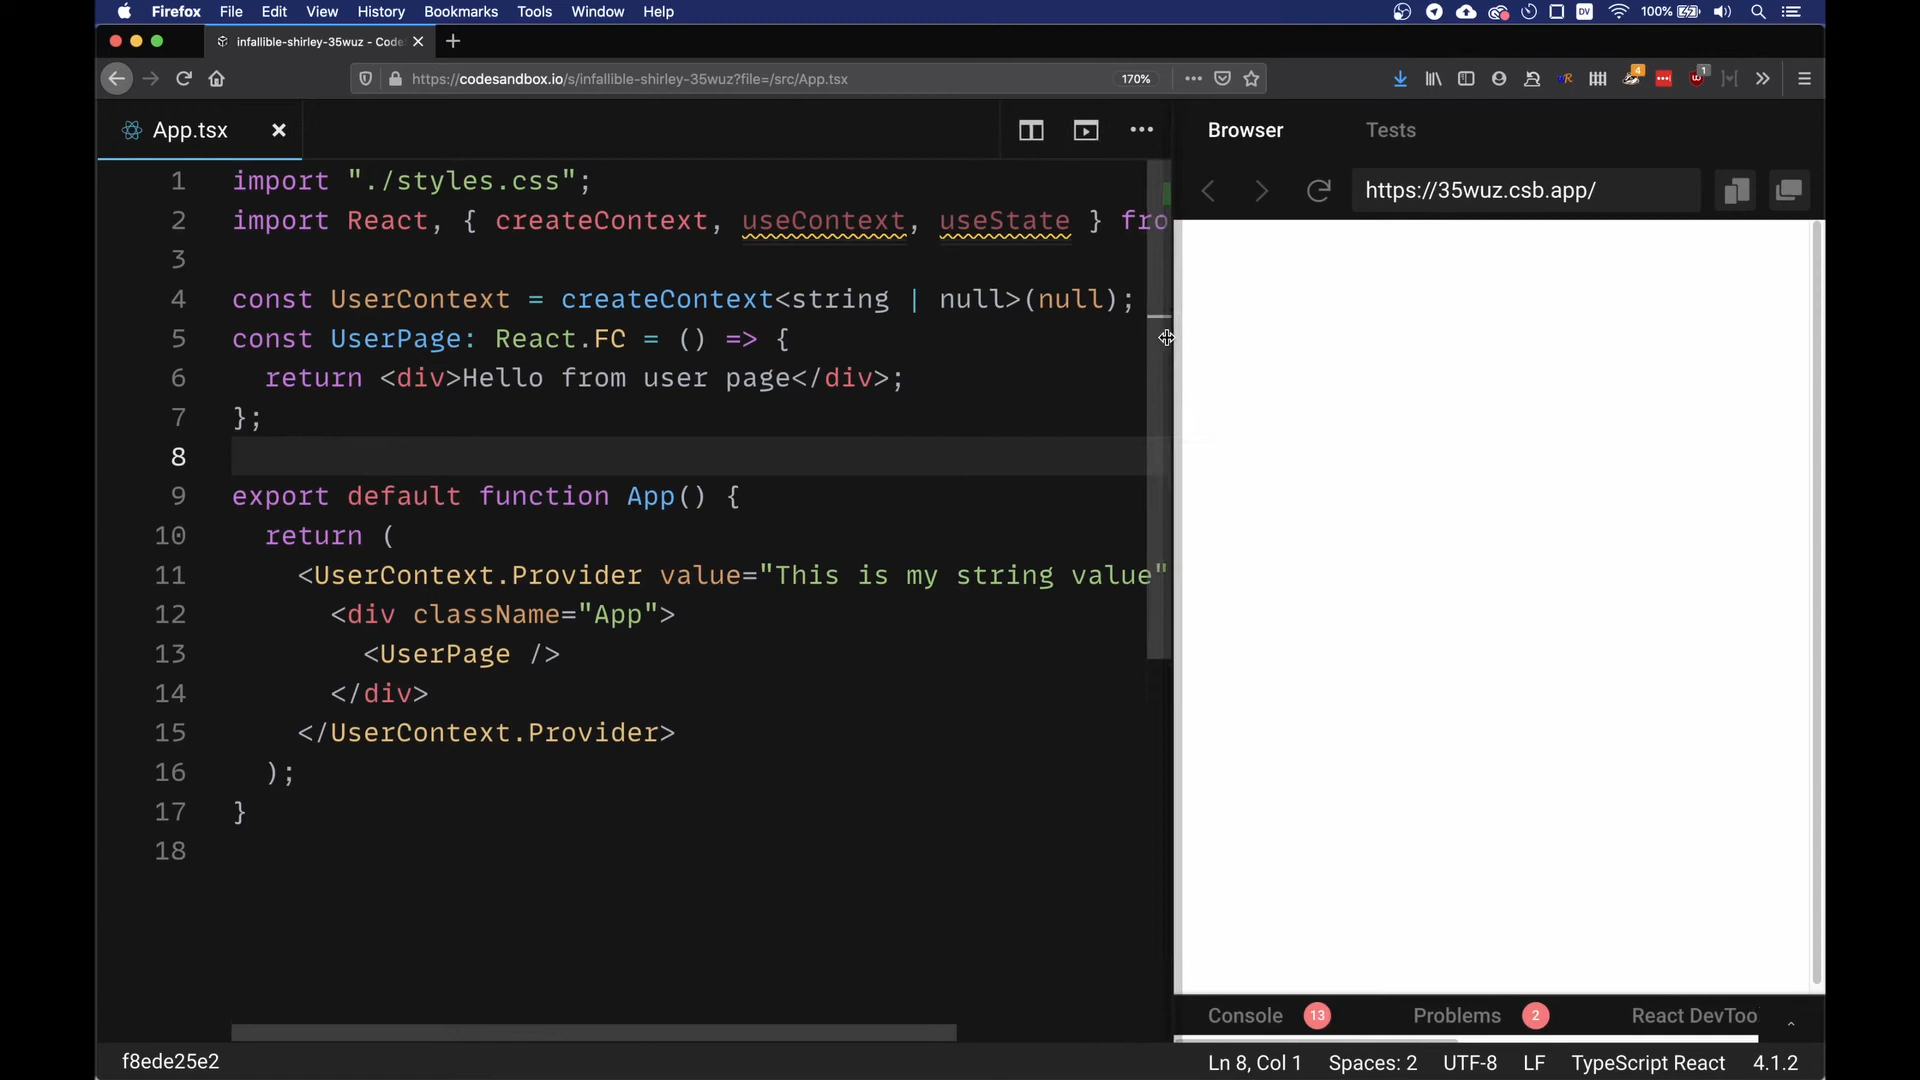 Firefox File Edit View History Bookmarks Tools Window Help DV 100%
infallible-shirley-35wuz - Code
https://codesandbox.io/s/infallible-shirley-35wuz?file=/src/App.tsx 170% 4 1
App.tsx
Browser Tests
https://35wuz.csb.app/
1 import "./styles.css";
2 import React, { createContext, useContext, useState } fro
3
4 const UserContext = createContext<string | null>(null);
5 const UserPage: React.FC = () => {
6 return <div>Hello from user page</div>;
7 };
8
9 export default function App() {
10 return (
11 <UserContext.Provider value="This is my string value"
12 <div className="App">
13 <UserPage />
14 </div>
15 </UserContext.Provider>
16 );
17 }
18
Console 13 Problems 2 React DevToo
f8ede25e2 Ln 8, Col 1 Spaces: 2 UTF-8 LF TypeScript React 4.1.2